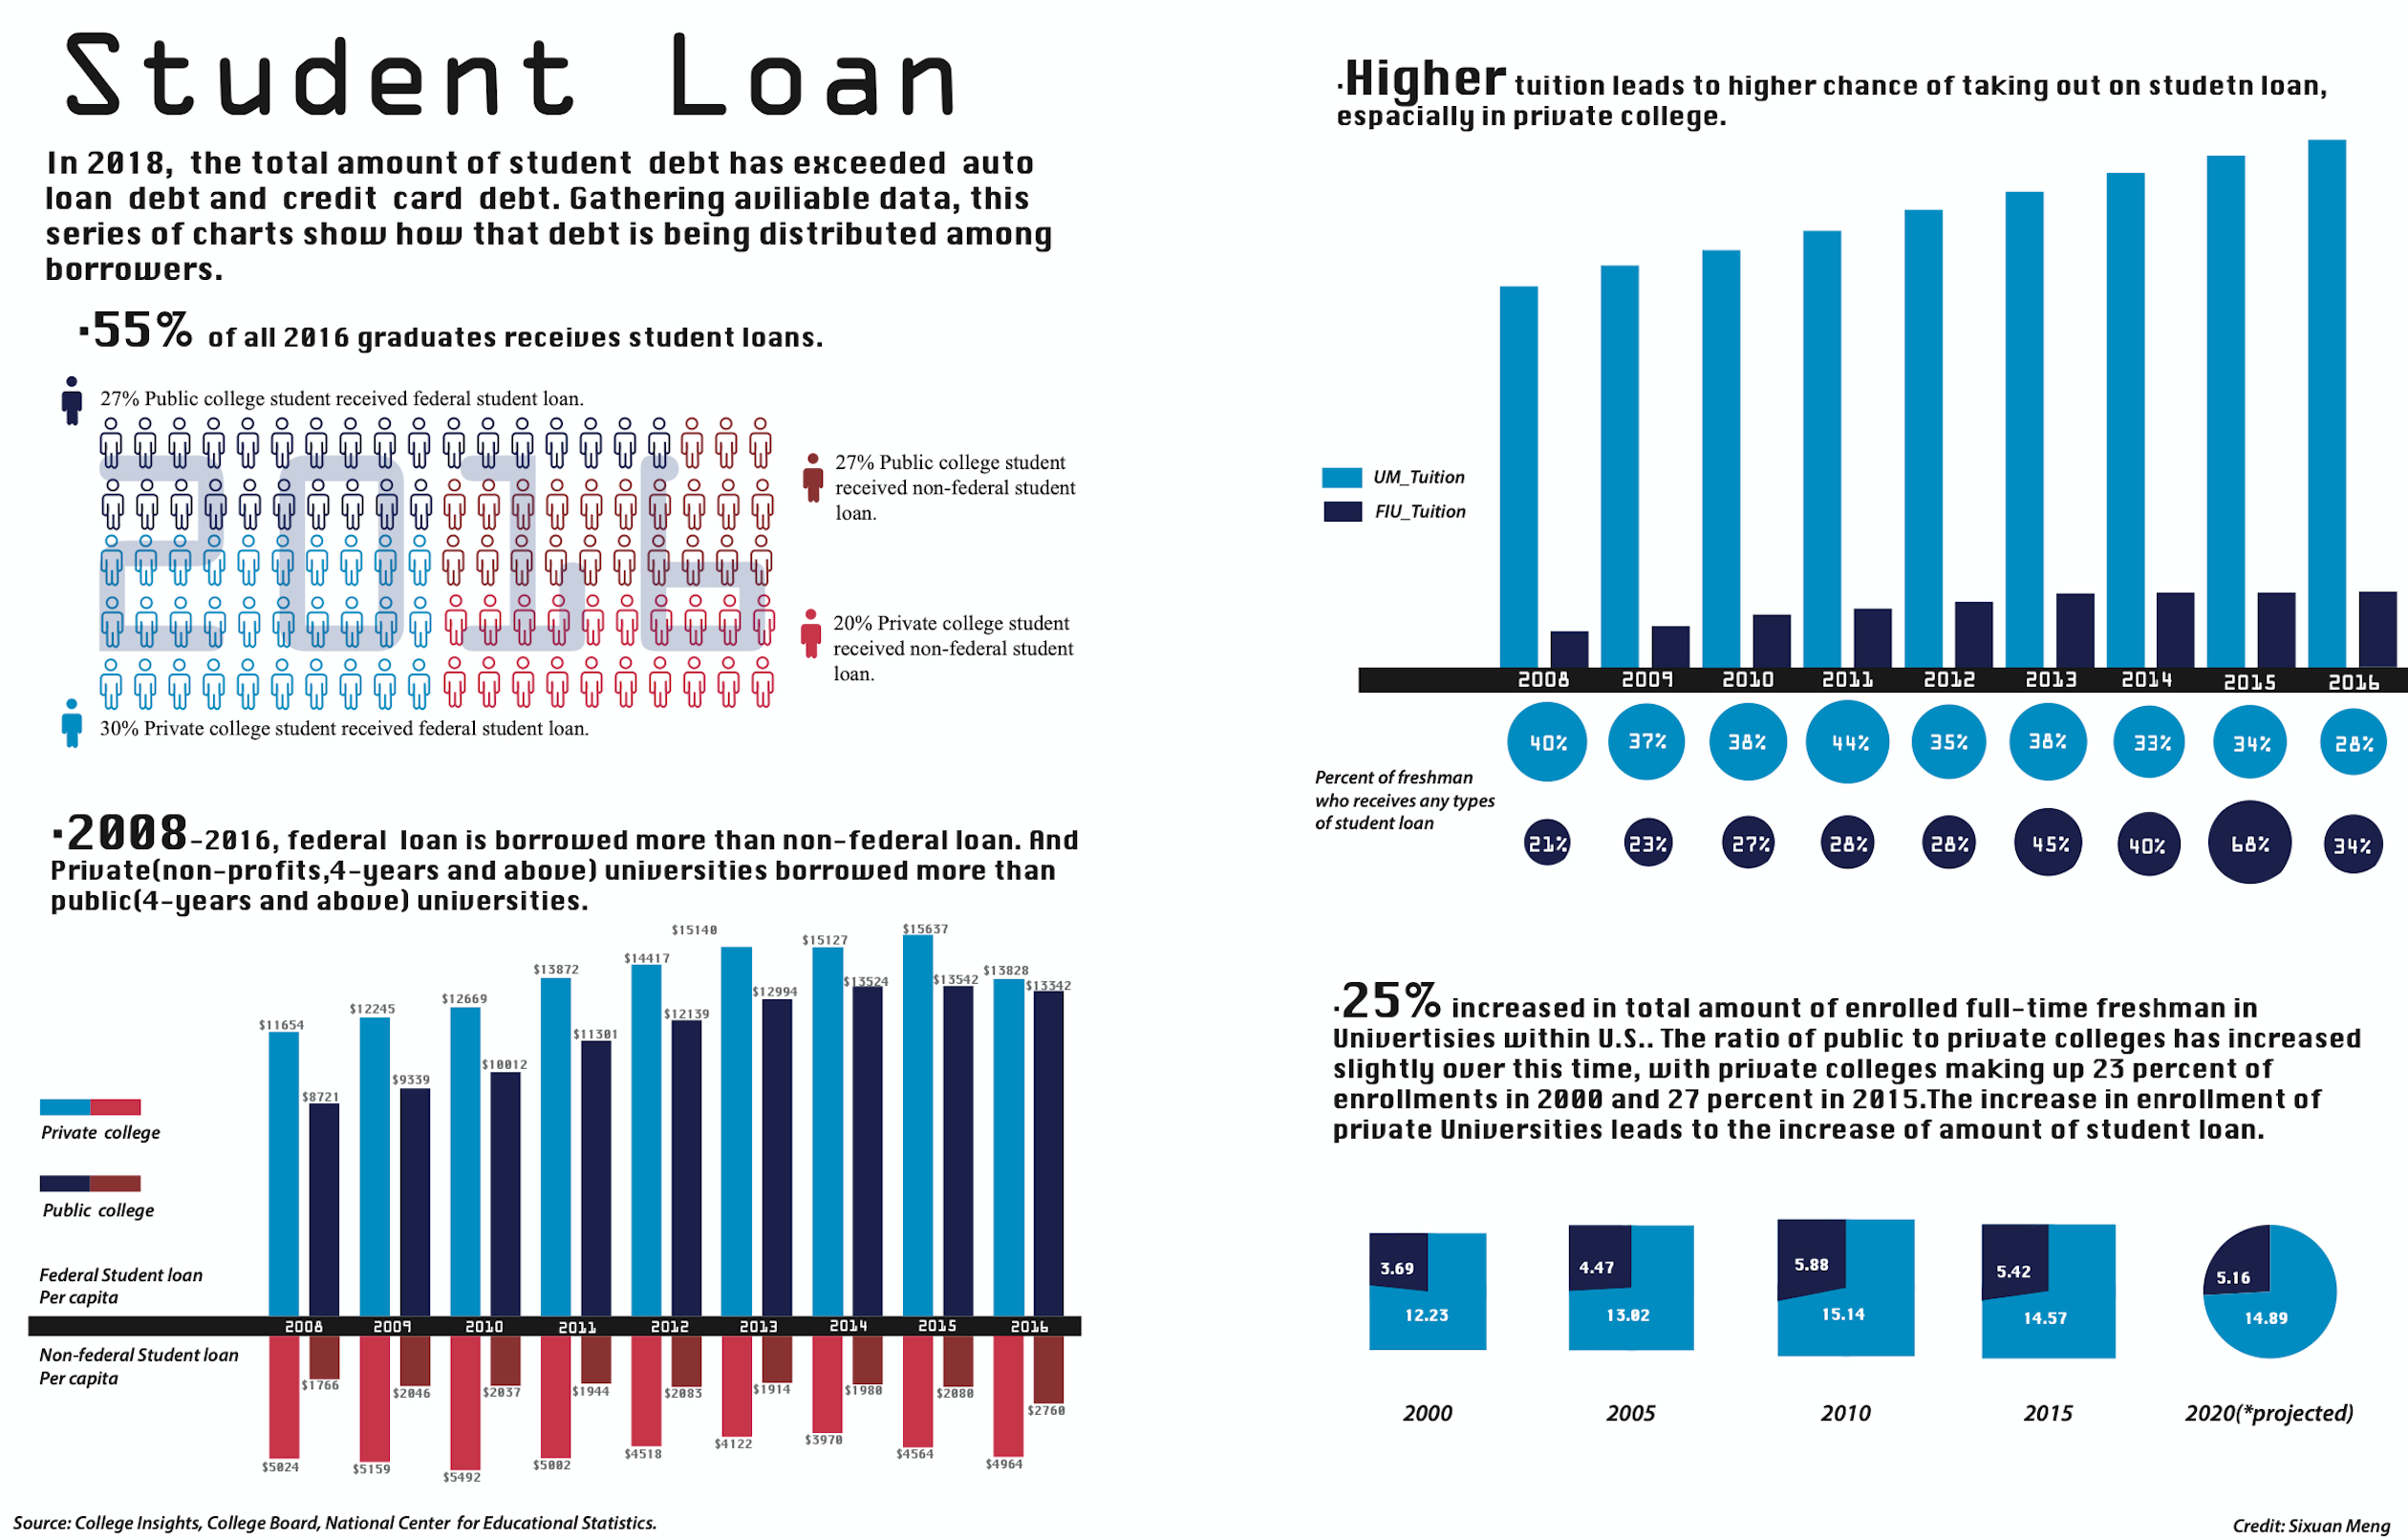 Student Loan
In 2018, the total amount of student debt has exceeded auto
loan debt and credit card debt. Gathering aviliable data, this
series of charts show how that debt is being distributed among
borrowers.
·55% of all 2016 graduates receives student loans.
27% Public college student received federal student loan.
2016
27% Public college student
received non-federal student
loan.
20% Private college student
received non-federal student
loan.
30% Private college student received federal student loan.
·2008-2016, federal loan is borrowed more than non-federal loan. And
Private(non-profits,4-years and above) universities borrowed more than
public(4-years and above) universities.
$11654 $12245 $12669 $13872 $14417 $15140 $15127 $15637 $13828
$8721 $9339 $10012 $11301 $12139 $12994 $13524 $13542 $13342
Private college
Public college
Federal Student loan
Per capita
2008 2009 2010 2011 2012 2013 2014 2015 2016
Non-federal Student loan
Per capita
$1766 $2046 $2037 $1944 $2083 $1914 $1980 $2080 $2760
$5024 $5159 $5492 $5002 $4518 $4122 $3970 $4564 $4964
Source: College Insights, College Board, National Center for Educational Statistics.
·Higher tuition leads to higher chance of taking out on studetn loan,
espacially in private college.
UM_Tuition
FIU_Tuition
2008 2009 2010 2011 2012 2013 2014 2015 2016
40% 37% 38% 44% 35% 38% 33% 34% 28%
Percent of freshman
who receives any types
of student loan
21% 23% 27% 28% 28% 45% 40% 68% 34%
·25% increased in total amount of enrolled full-time freshman in
Univertisies within U.S.. The ratio of public to private colleges has increased
slightly over this time, with private colleges making up 23 percent of
enrollments in 2000 and 27 percent in 2015.The increase in enrollment of
private Universities leads to the increase of amount of student loan.
3.69 4.47 5.88 5.42 5.16
12.23 13.02 15.14 14.57 14.89
2000 2005 2010 2015 2020(*projected)
Credit: Sixuan Meng